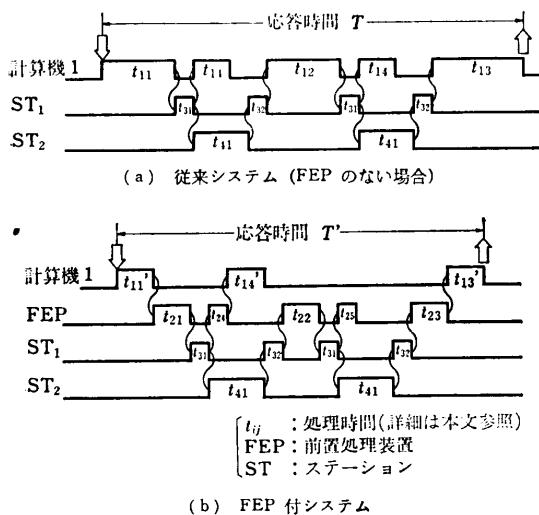 応答時間 T
計算機 1 t11 t14 t12 t14 t13
ST1 t31 t32 t31 t32
ST2 t41 t41
(a) 従来システム (FEP のない場合)
応答時間 T'
計算機 1 t11' t14' t13'
FEP t21 t24 t22 t25 t23
ST1 t31 t32 t31 t32
ST2 t41 t41
tij : 処理時間(詳細は本文参照)
FEP : 前置処理装置
ST : ステーション
(b) FEP 付システム